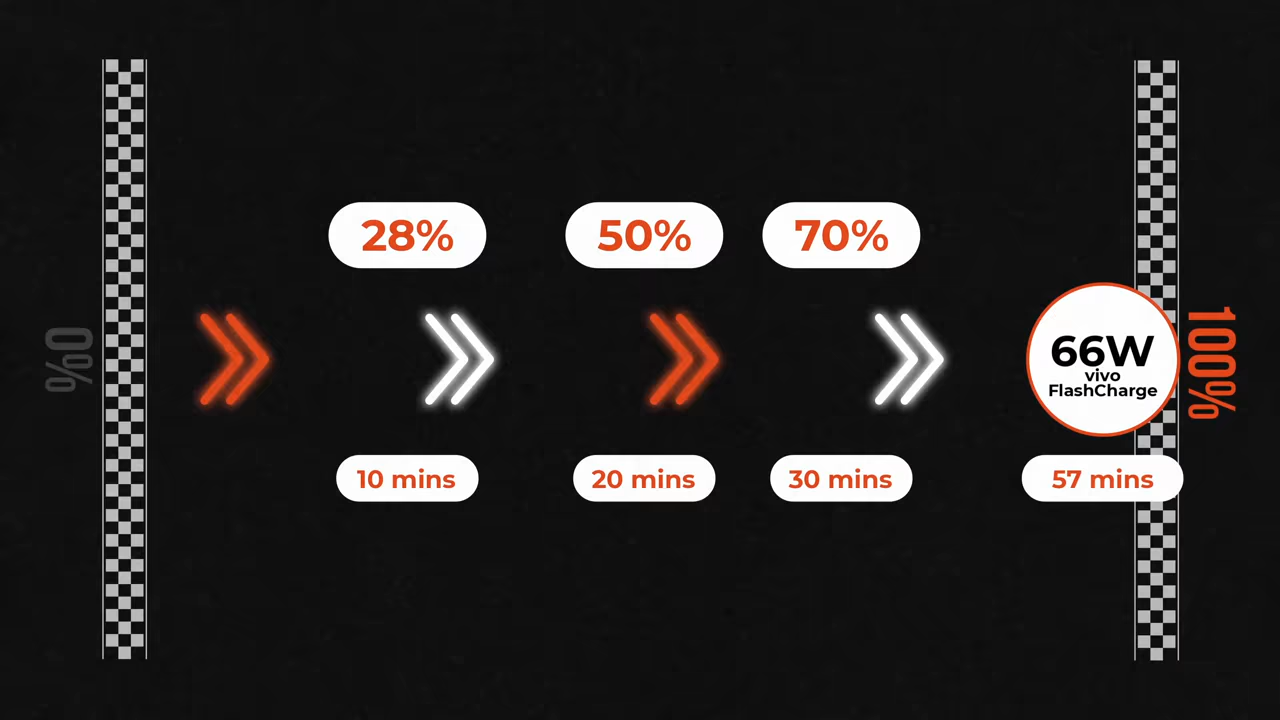 28%
50%
70%
0%
66W
vivo
FlashCharge
100%
10 mins
20 mins
30 mins
57 mins